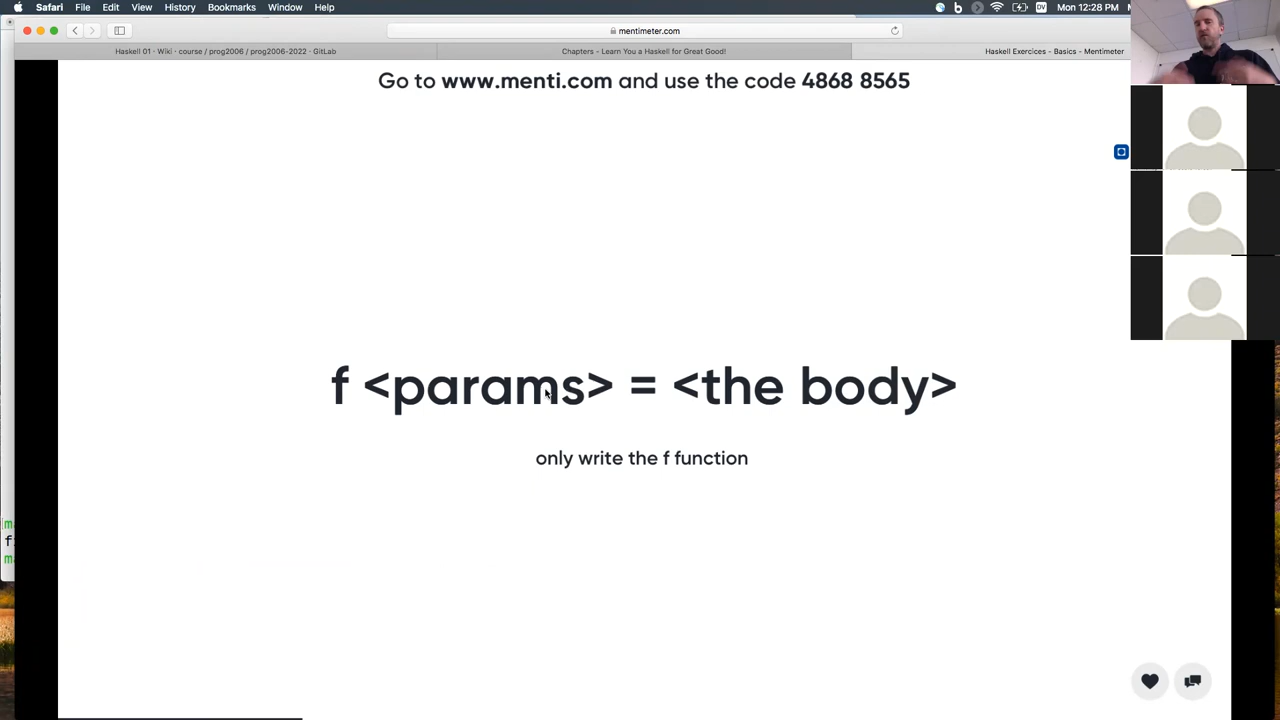 Safari File Edit View History Bookmarks Window Help
DV Mon 12:28 PM
mentimeter.com
Haskell 01 · Wiki · course / prog2006 / prog2006-2022 · GitLab
Chapters - Learn You a Haskell for Great Good!
Haskell Exercices - Basics - Mentimeter
Go to www.menti.com and use the code 4868 8565
f <params> = <the body>
only write the f function